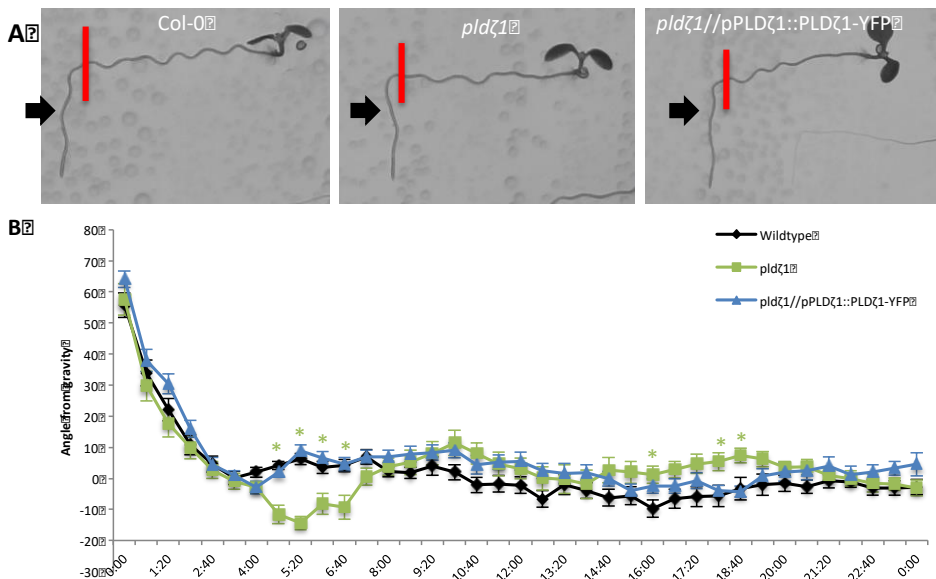 A
Col-0
pldζ1
pldζ1//pPLDζ1::PLDζ1-YFP
B
80
70
60
50
40
30
20
10
00
-10
-20
-30
Angle from gravity
* * * * * * *
Wildtype
pldζ1
pldζ1//pPLDζ1::PLDζ1-YFP
0:00 1:20 2:40 4:00 5:20 6:40 8:00 9:20 10:40 12:00 13:20 14:40 16:00 17:20 18:40 20:00 21:20 22:40 0:00